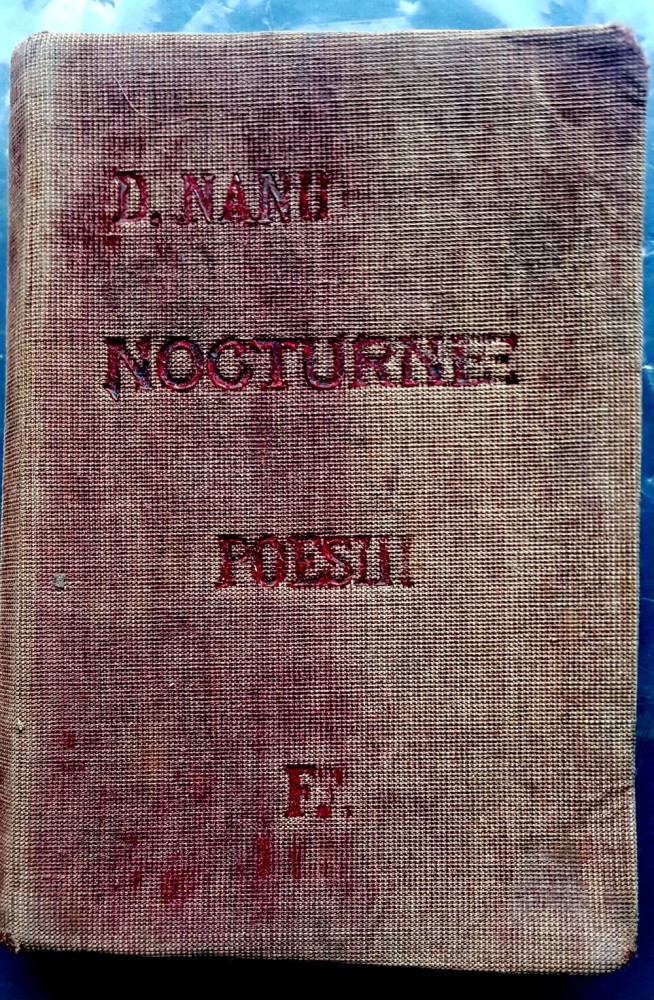 D. NANU
NOCTURNE
POESII
F.